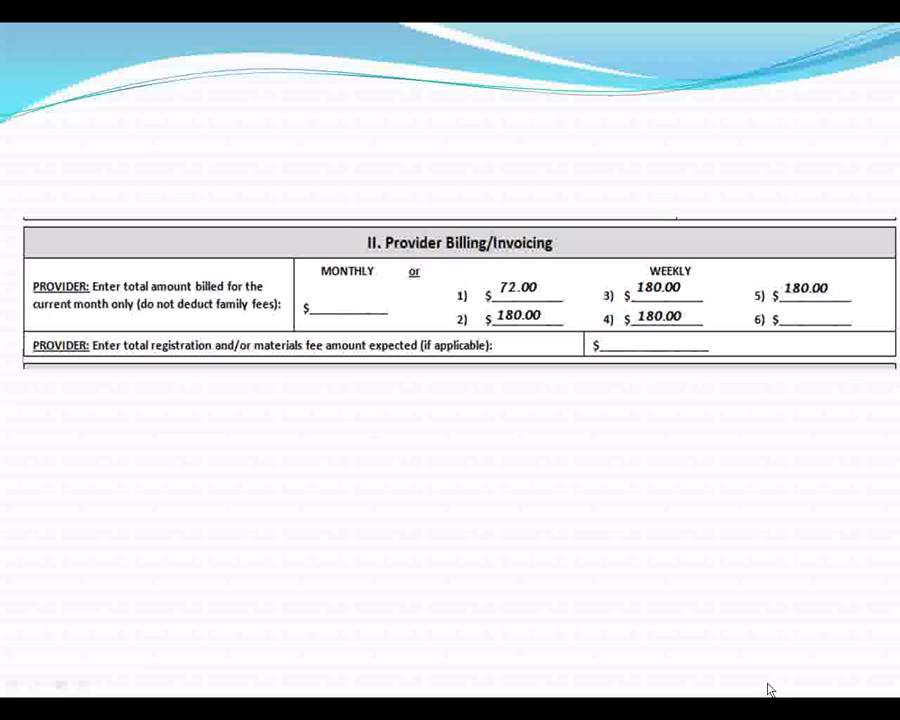 II. Provider Billing/Invoicing
PROVIDER: Enter total amount billed for the
current month only (do not deduct family fees):
MONTHLY or
$
WEEKLY
1) $ 72.00 3) $ 180.00 5) $ 180.00
2) $ 180.00 4) $ 180.00 6) $
PROVIDER: Enter total registration and/or materials fee amount expected (if applicable): $